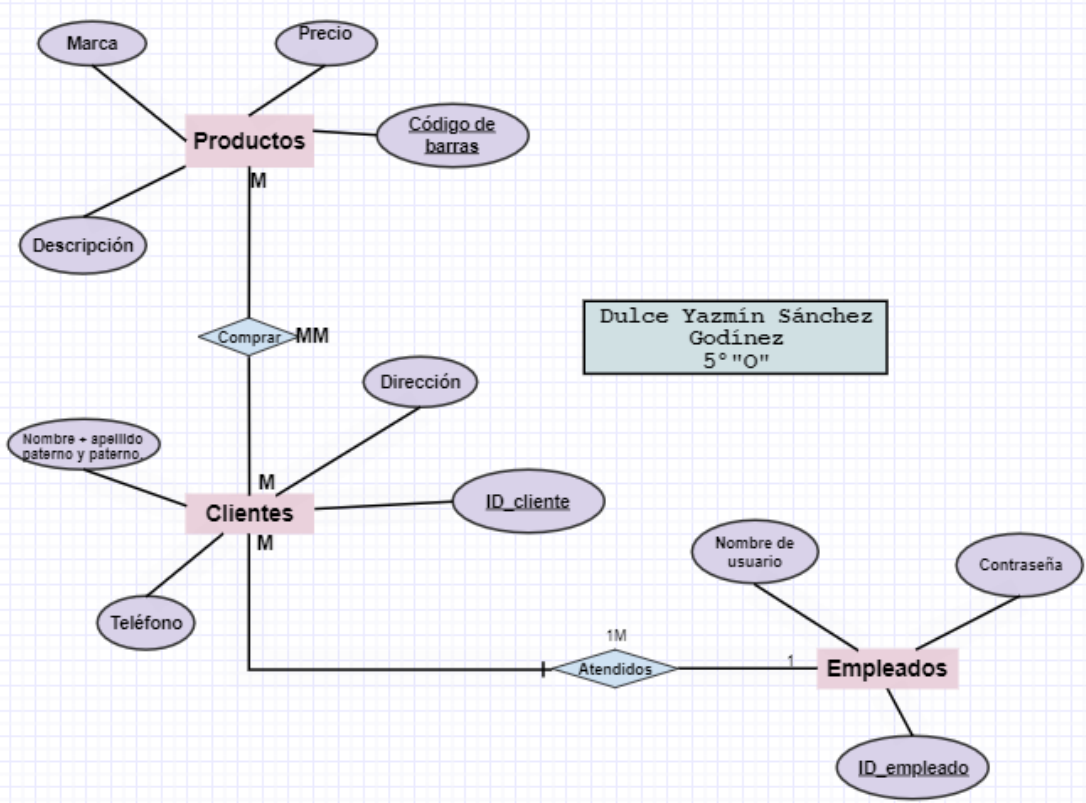 Marca
Precio
Productos
Código de
barras
M
Descripción
Comprar
MM
Dulce Yazmín Sánchez
Godínez
5°"O"
Dirección
Nombre + apellido
paterno y paterno.
M
Clientes
ID_cliente
M
Teléfono
Nombre de
usuario
Contraseña
1M
Atendidos
1
Empleados
ID_empleado